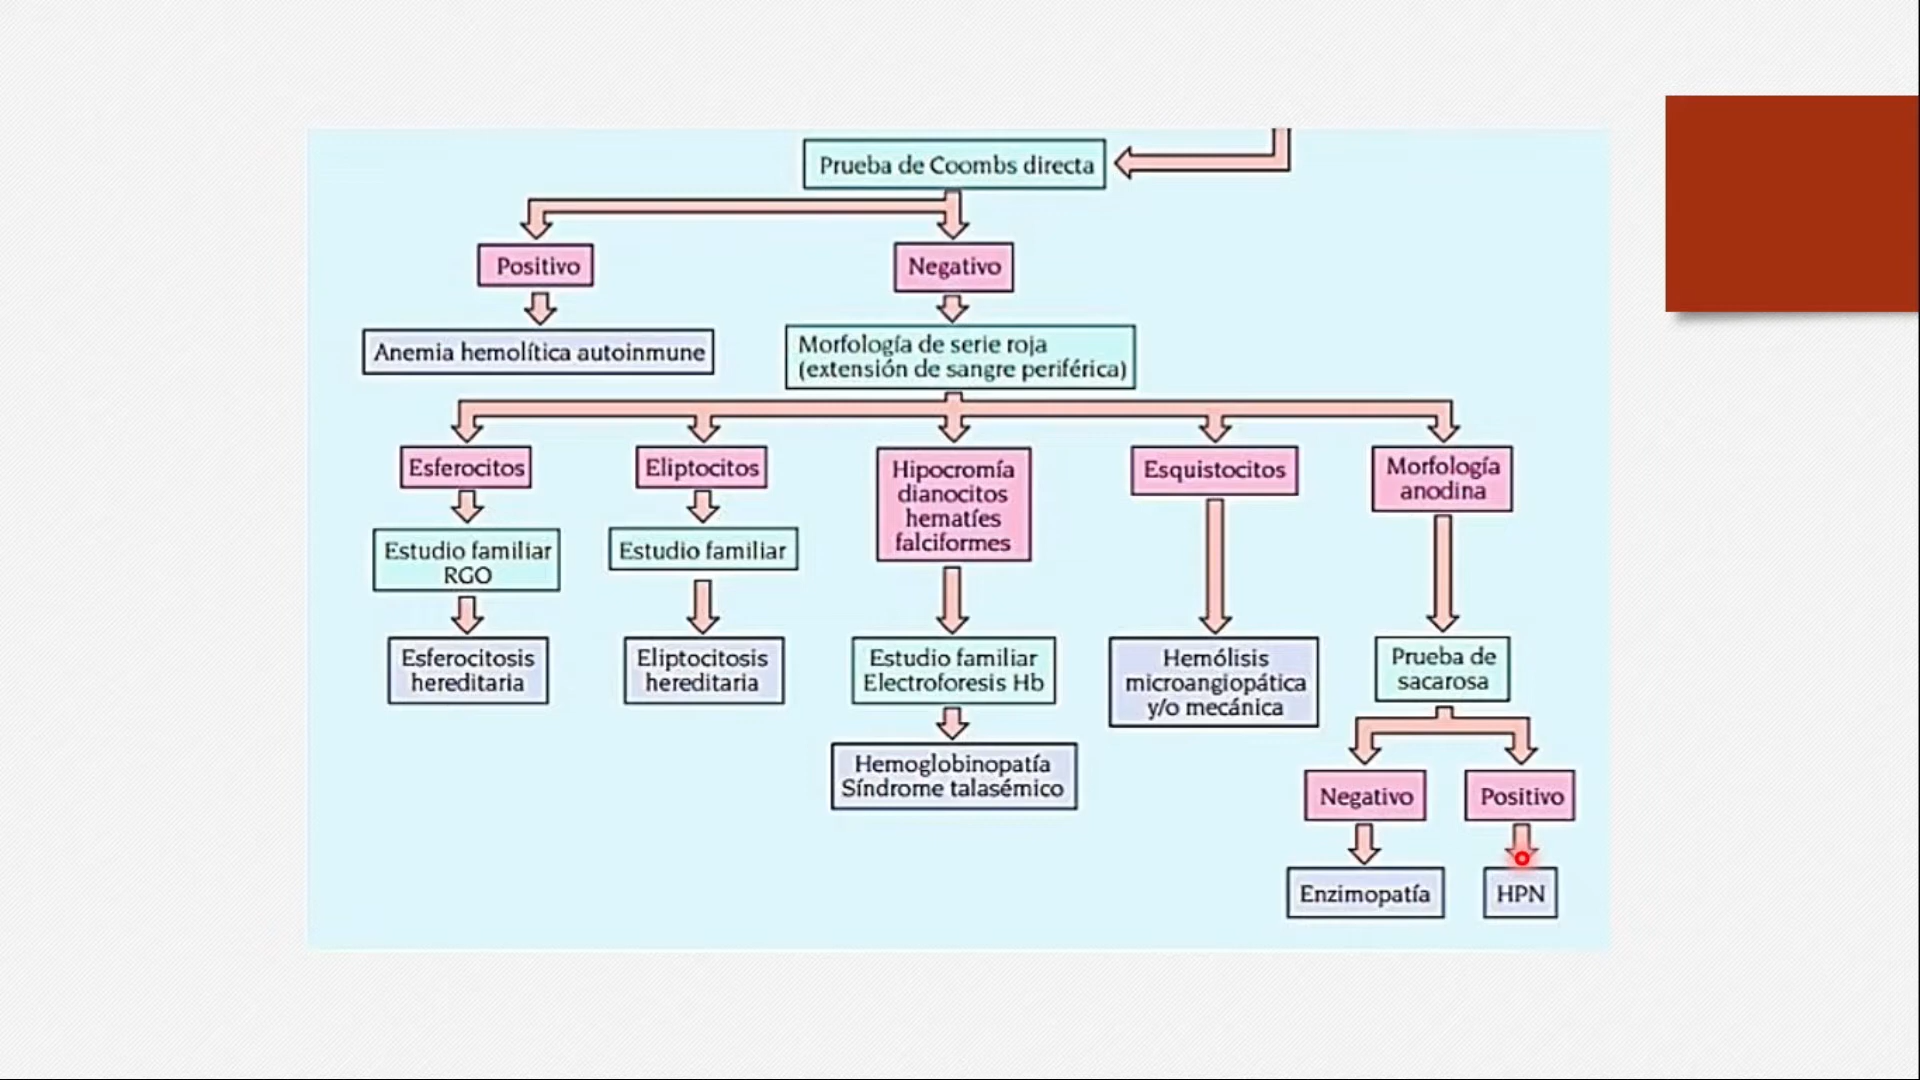 Prueba de Coombs directa
Positivo
Negativo
Anemia hemolítica autoinmune
Morfología de serie roja
(extensión de sangre periférica)
Esferocitos
Eliptocitos
Hipocromía
dianocitos
hematíes
falciformes
Esquistocitos
Morfología
anodina
Estudio familiar
RGO
Estudio familiar
Esferocitosis
hereditaria
Eliptocitosis
hereditaria
Estudio familiar
Electroforesis Hb
Hemólisis
microangiopática
y/o mecánica
Prueba de
sacarosa
Hemoglobinopatía
Síndrome talasémico
Negativo
Positivo
Enzimopatía
HPN